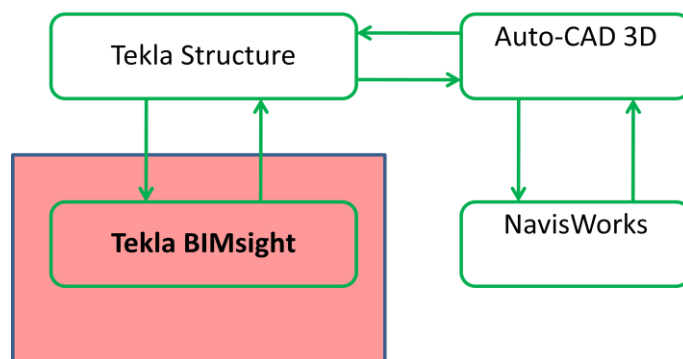 Tekla Structure
Auto-CAD 3D
Tekla BIMsight
NavisWorks